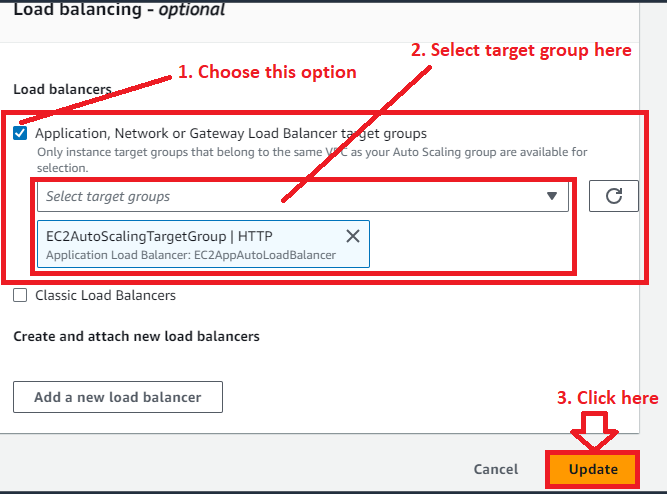 Load balancing - optional
2. Select target group here
1. Choose this option
Load balancers
Application, Network or Gateway Load Balancer target groups
Only instance target groups that belong to the same VPC as your Auto Scaling group are available for
selection.
Select target groups
EC2AutoScalingTargetGroup | HTTP
Application Load Balancer: EC2AppAutoLoadBalancer
Classic Load Balancers
Create and attach new load balancers
Add a new load balancer
3. Click here
Cancel
Update